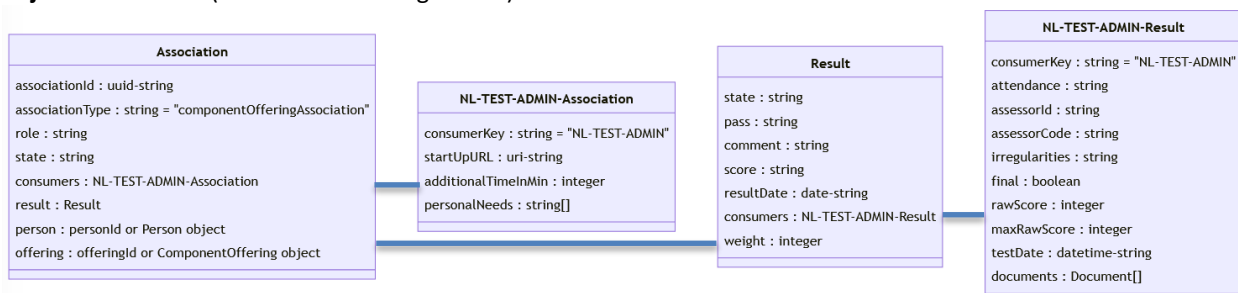 Association
associationId : uuid-string
associationType : string = "componentOfferingAssociation"
role : string
state : string
consumers : NL-TEST-ADMIN-Association
result : Result
person : personId or Person object
offering : offeringId or ComponentOffering object
NL-TEST-ADMIN-Association
consumerKey : string = "NL-TEST-ADMIN"
startUpURL : uri-string
additionalTimeInMin : integer
personalNeeds : string[]
Result
state : string
pass : string
comment : string
score : string
resultDate : date-string
consumers : NL-TEST-ADMIN-Result
weight : integer
NL-TEST-ADMIN-Result
consumerKey : string = "NL-TEST-ADMIN"
attendance : string
assessorId : string
assessorCode : string
irregularities : string
final : boolean
rawScore : integer
maxRawScore : integer
testDate : datetime-string
documents : Document[]